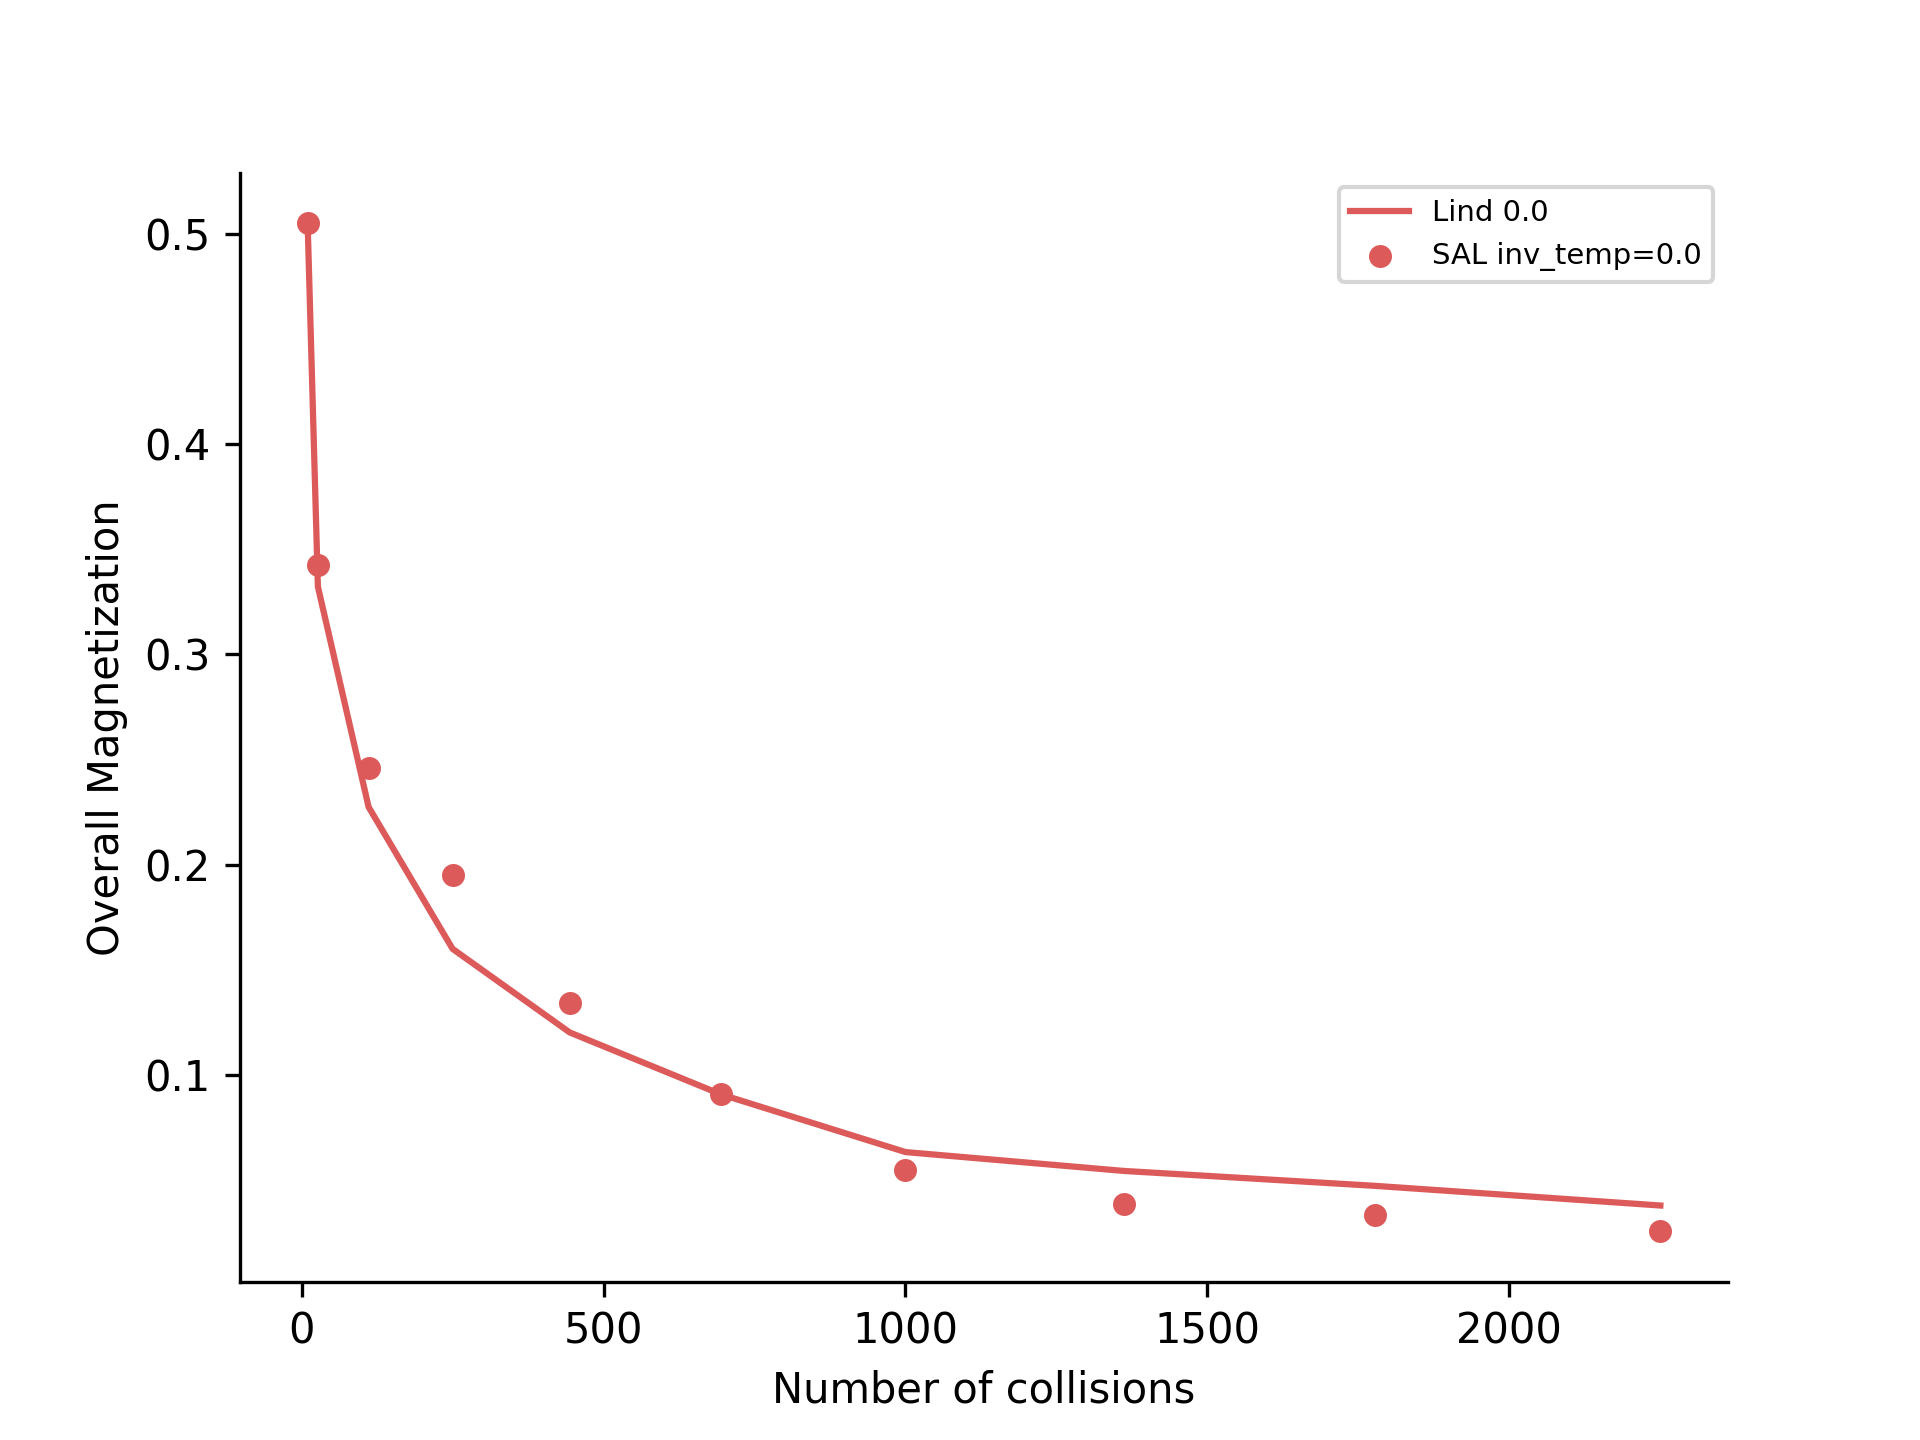 Lind 0.0
SAL inv_temp=0.0
0.5
0.4
0.3
0.2
0.1
Overall Magnetization
0 500 1000 1500 2000
Number of collisions